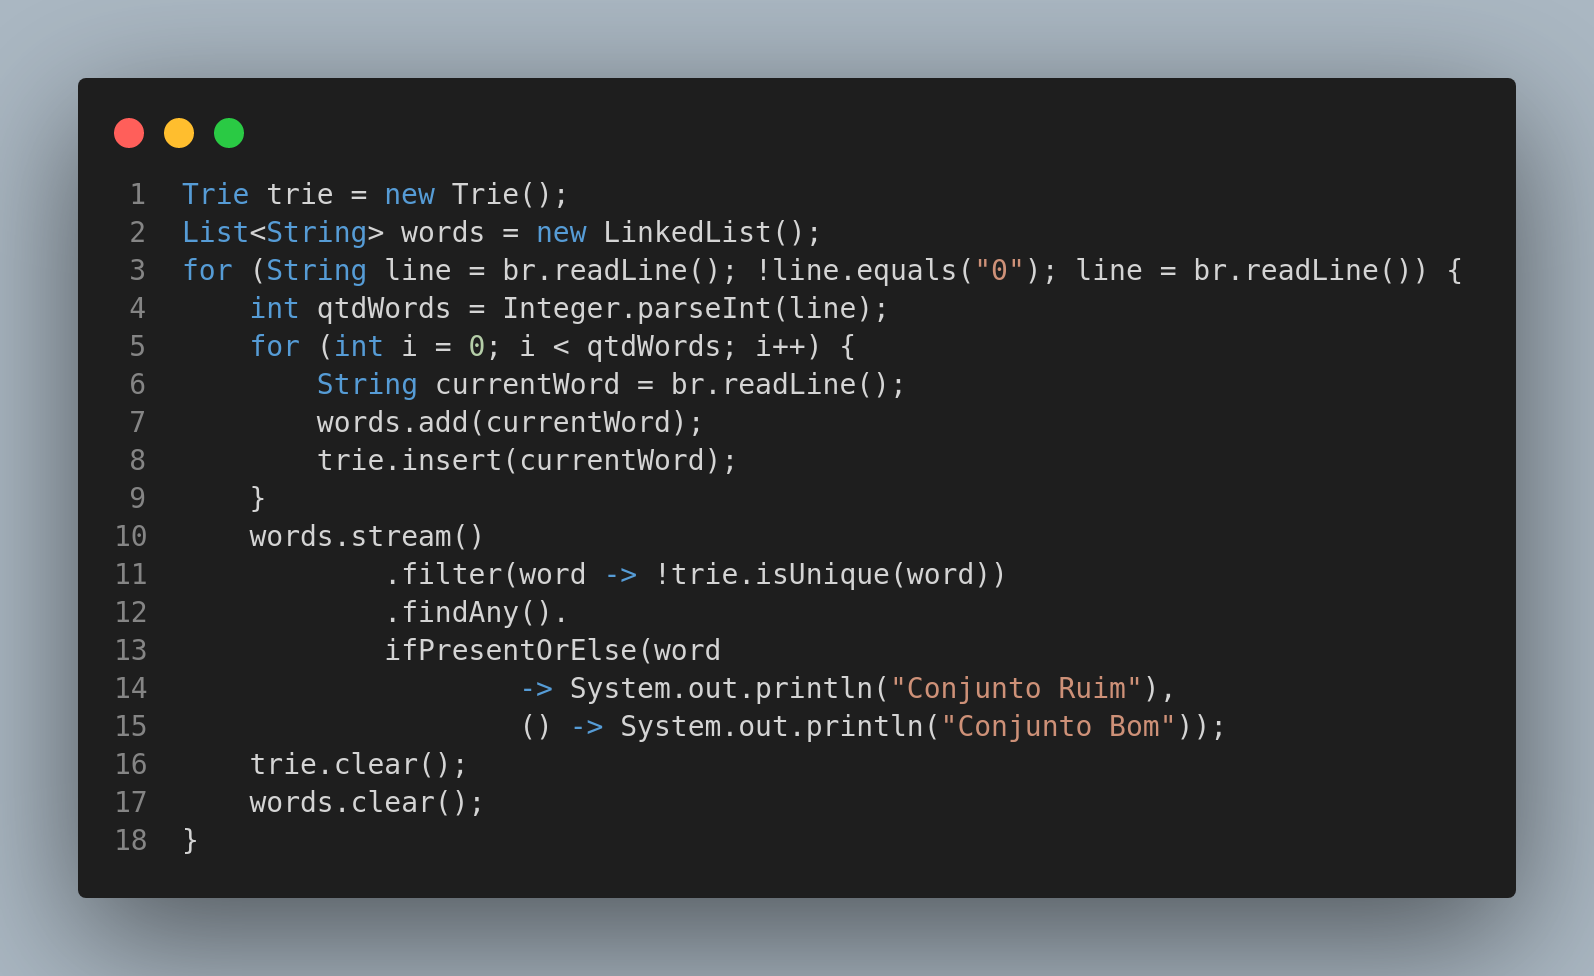 1 Trie trie = new Trie();
2 List<String> words = new LinkedList();
3 for (String line = br.readLine(); !line.equals("0"); line = br.readLine()) {
4     int qtdWords = Integer.parseInt(line);
5     for (int i = 0; i < qtdWords; i++) {
6         String currentWord = br.readLine();
7         words.add(currentWord);
8         trie.insert(currentWord);
9     }
10     words.stream()
11             .filter(word -> !trie.isUnique(word))
12             .findAny().
13             ifPresentOrElse(word
14                     -> System.out.println("Conjunto Ruim"),
15                     () -> System.out.println("Conjunto Bom"));
16     trie.clear();
17     words.clear();
18 }